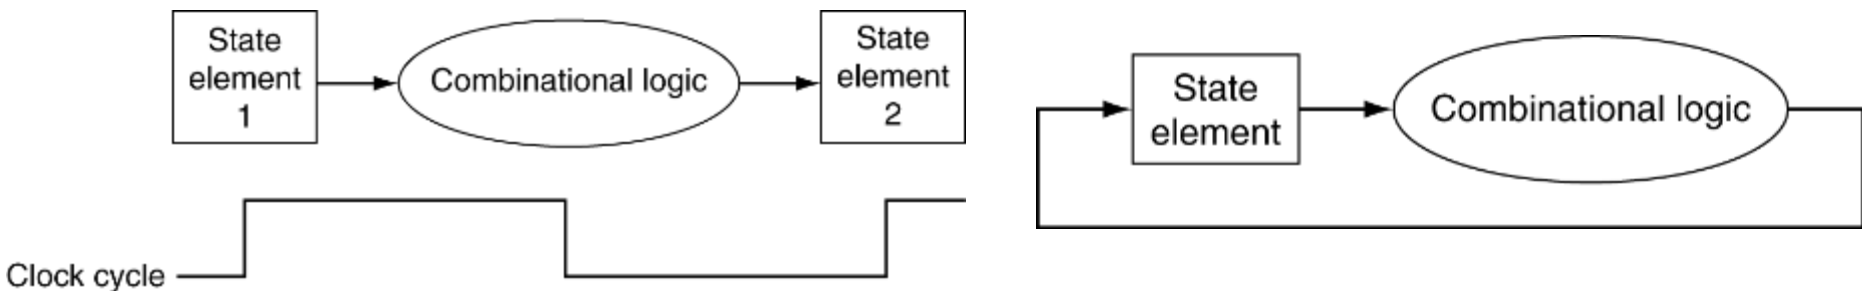 State
element
1
Combinational logic
State
element
2
Clock cycle
State
element
Combinational logic